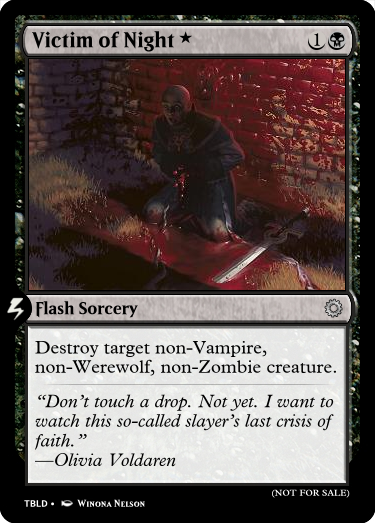 Victim of Night ★ 1
Flash Sorcery
Destroy target non-Vampire,
non-Werewolf, non-Zombie creature.
“Don’t touch a drop. Not yet. I want to
watch this so-called slayer’s last crisis of
faith.”
—Olivia Voldaren
(NOT FOR SALE)
TBLD • Winona Nelson